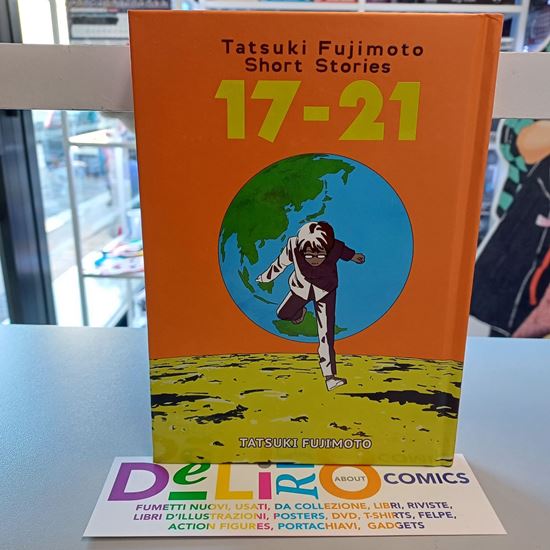 Tatsuki Fujimoto
Short Stories
17-21
TATSUKI FUJIMOTO
DeLiRO ABOUT COMICS
FUMETTI NUOVI, USATI, DA COLLEZIONE, LIBRI, RIVISTE,
LIBRI D'ILLUSTRAZIONI, POSTERS, DVD, T-SHIRTS, FELPE,
ACTION FIGURES, PORTACHIAVI, GADGETS